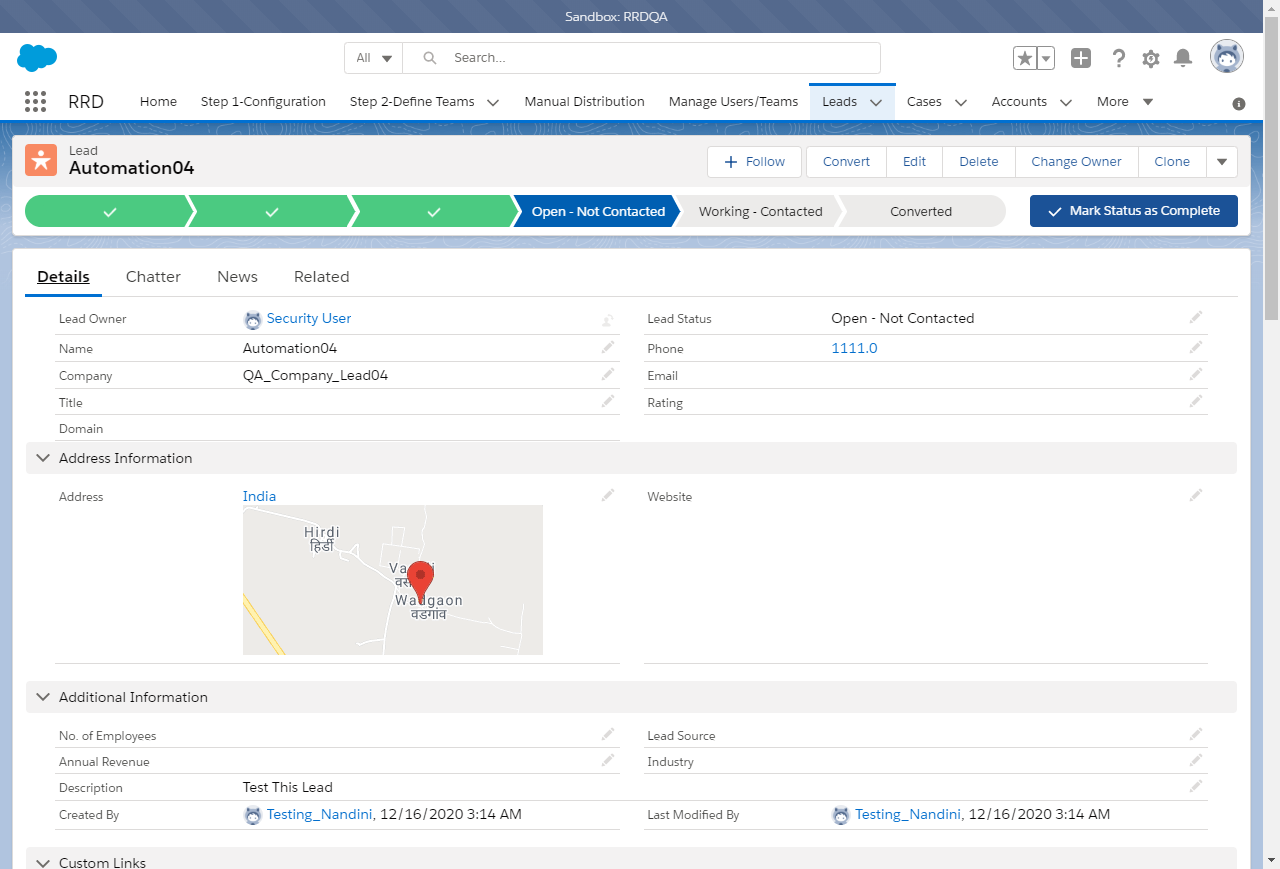 Sandbox: RRDQA
All
Search...
RRD Home Step 1-Configuration Step 2-Define Teams Manual Distribution Manage Users/Teams Leads Cases Accounts More
Lead
Automation04
Follow Convert Edit Delete Change Owner Clone
Open - Not Contacted Working - Contacted Converted Mark Status as Complete
Details Chatter News Related
Lead Owner Security User Lead Status Open - Not Contacted
Name Automation04 Phone 1111.0
Company QA_Company_Lead04 Email
Title Rating
Domain
Address Information
Address India Website
Hirdi
हिर्डी
Wadgaon
वडगांव
Additional Information
No. of Employees Lead Source
Annual Revenue Industry
Description Test This Lead
Created By Testing_Nandini, 12/16/2020 3:14 AM Last Modified By Testing_Nandini, 12/16/2020 3:14 AM
Custom Links